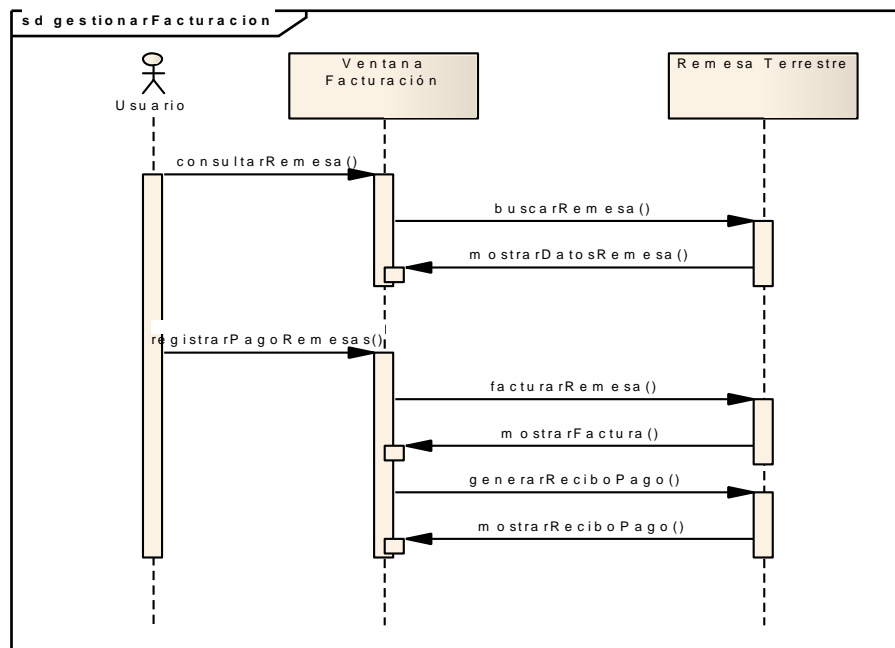 sd gestionarFacturacion
Usuario
Ventana
Facturación
Remesa Terrestre
consultarRemesa()
buscarRemesa()
mostrarDatosRemesa()
registrarPagoRemesas()
facturarRemesa()
mostrarFactura()
generarReciboPago()
mostrarReciboPago()